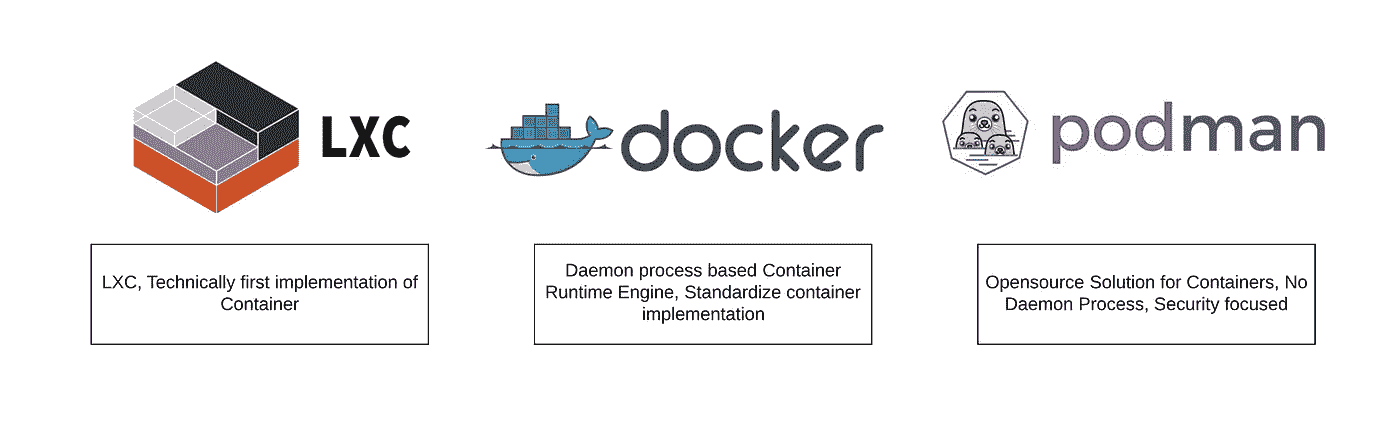 LXC
docker
podman
LXC, Technically first implementation of
Container
Daemon process based Container
Runtime Engine, Standardize container
implementation
Opensource Solution for Containers, No
Daemon Process, Security focused